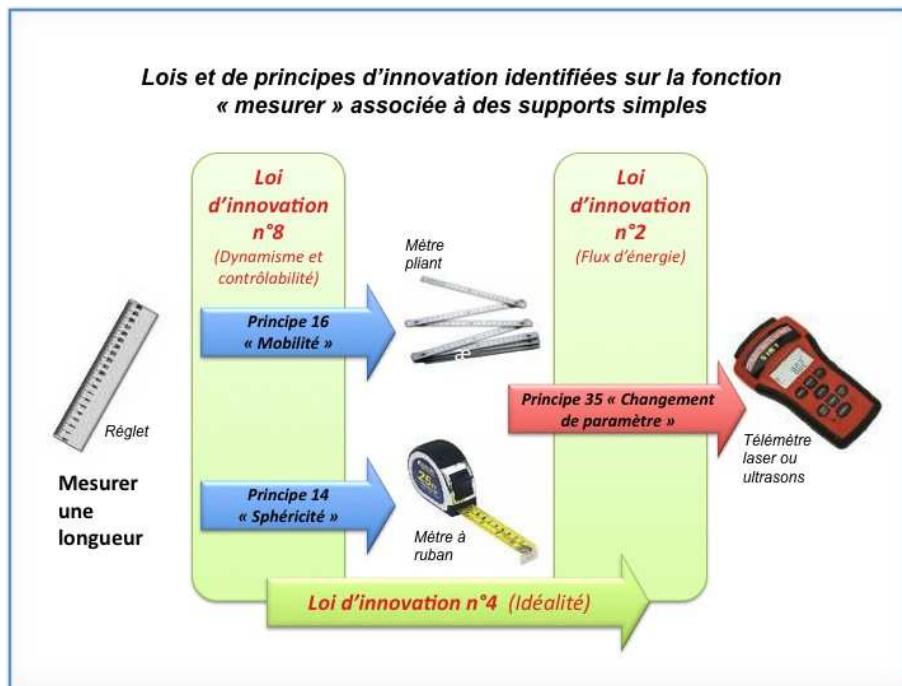 Lois et de principes d'innovation identifiées sur la fonction
« mesurer » associée à des supports simples
Loi
d'innovation
n°8
(Dynamisme et
contrôlabilité)
Loi
d'innovation
n°2
(Flux d'énergie)
Mètre
pliant
Principe 16
« Mobilité »
æ
Réglet
Principe 35 « Changement
de paramètre »
Télémètre
laser ou
ultrasons
Mesurer
une
longueur
Principe 14
« Sphéricité »
Mètre à
ruban
Loi d'innovation n°4 (Idéalité)